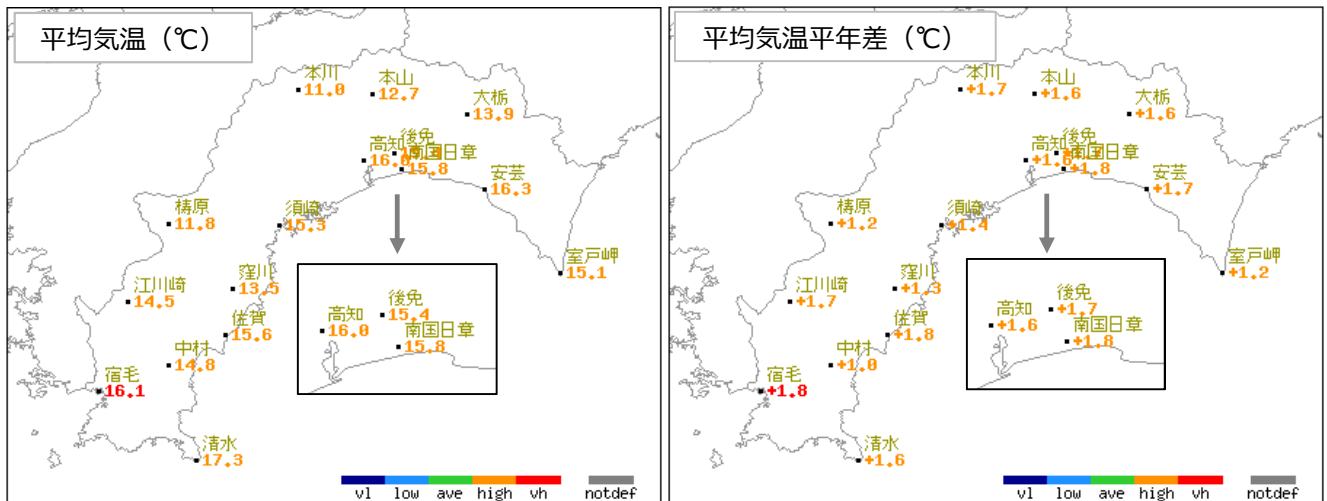 平均気温（℃）
本川
11.0
本山
12.7
大栃
13.9
高知
16.0
後免
南国日章
15.8
安芸
16.3
梼原
11.8
須崎
15.3
室戸岬
15.1
江川崎
14.5
窪川
13.5
佐賀
15.6
中村
14.8
宿毛
16.1
清水
17.3
後免
15.4
高知
16.0
南国日章
15.8
vl low ave high vh notdef
平均気温平年差（℃）
本川
+1.7
本山
+1.6
大栃
+1.6
高知
+1.6
後免
南国日章
+1.8
安芸
+1.7
梼原
+1.2
須崎
+1.4
室戸岬
+1.2
江川崎
+1.7
窪川
+1.3
佐賀
+1.8
中村
+1.0
宿毛
+1.8
清水
+1.6
後免
+1.7
高知
+1.6
南国日章
+1.8
vl low ave high vh notdef